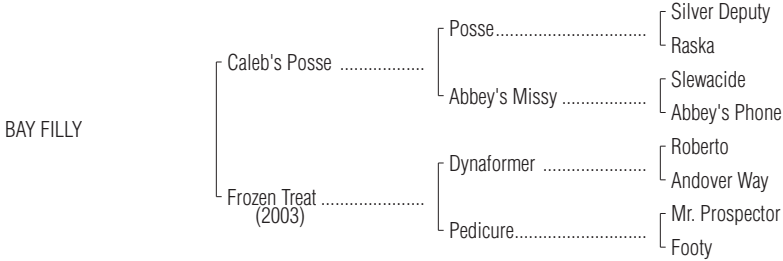 Silver Deputy
Posse................................
Raska
Caleb's Posse ..................
Slewacide
Abbey's Missy ..................
Abbey's Phone
BAY FILLY
Roberto
Dynaformer ......................
Andover Way
Frozen Treat ......................
(2003)
Mr. Prospector
Pedicure............................
Footy